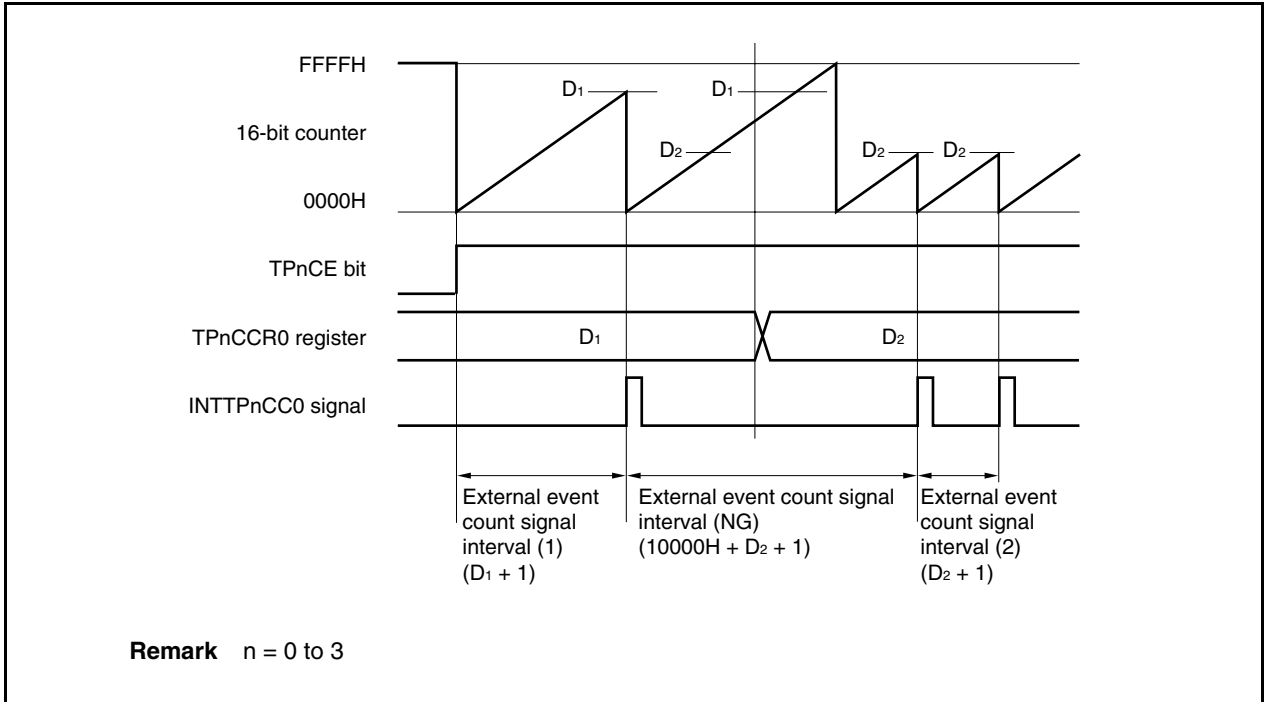 FFFFH
D1
D1
16-bit counter
D2
D2
D2
0000H
TPnCE bit
TPnCCR0 register
D1
D2
INTTPnCC0 signal
External event
count signal
interval (1)
(D1 + 1)
External event count signal
interval (NG)
(10000H + D2 + 1)
External event
count signal
interval (2)
(D2 + 1)
Remark n = 0 to 3